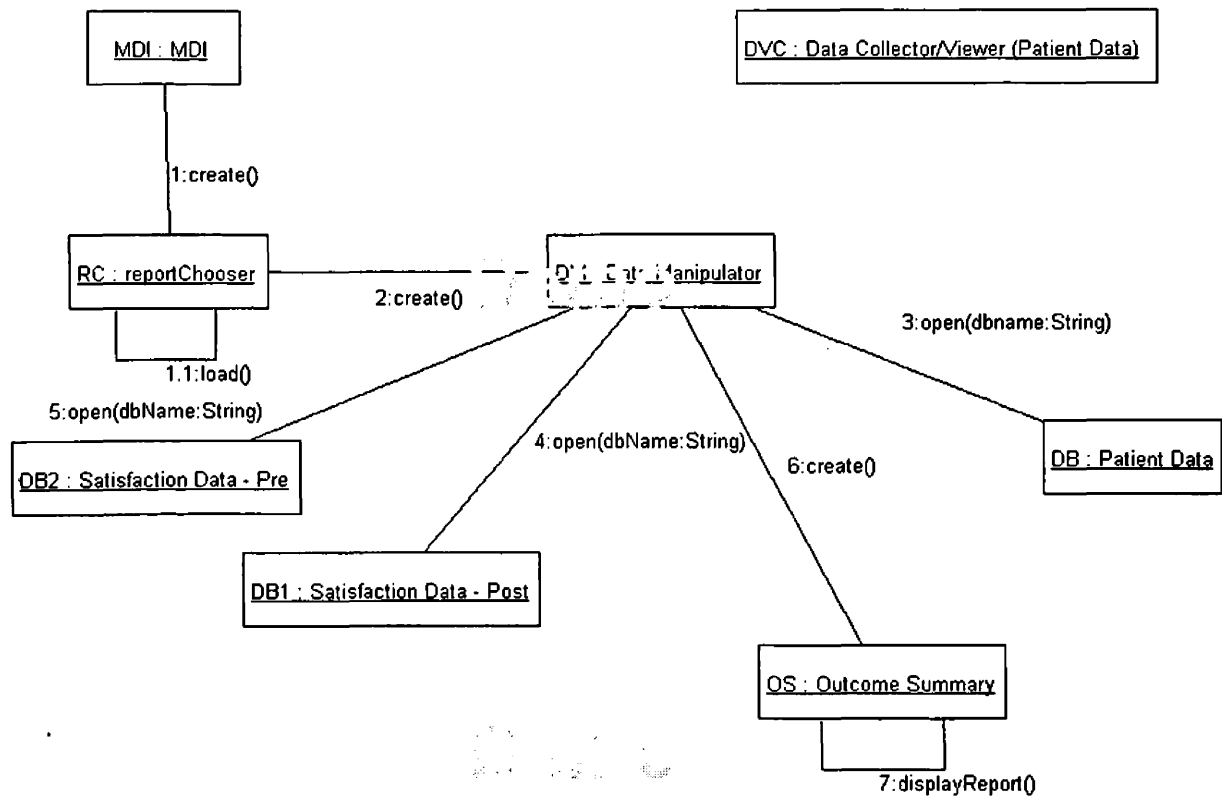 MDI : MDI
DVC : Data Collector/Viewer (Patient Data)
1:create()
RC : reportChooser
Manipulator
2:create()
3:open(dbname:String)
1.1:load()
5:open(dbName:String)
4:open(dbName:String)
6:create()
DB : Patient Data
DB2 : Satisfaction Data - Pre
DB1 : Satisfaction Data - Post
OS : Outcome Summary
7:displayReport()